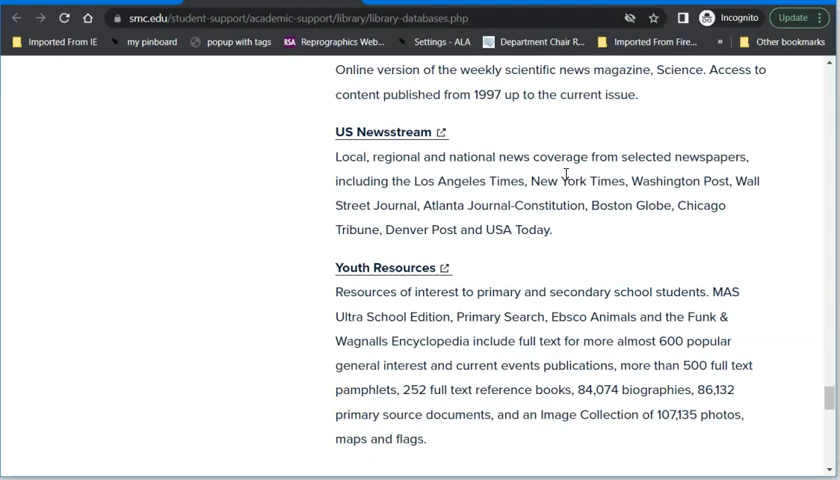 smc.edu/student-support/academic-support/library/library-databases.php
Incognito
Update
Imported From IE
my pinboard
popup with tags
RSA
Reprographics Web...
Settings - ALA
Department Chair R...
Imported From Fire...
»
Other bookmarks
Online version of the weekly scientific news magazine, Science. Access to
content published from 1997 up to the current issue.
US Newsstream
Local, regional and national news coverage from selected newspapers,
including the Los Angeles Times, New York Times, Washington Post, Wall
Street Journal, Atlanta Journal-Constitution, Boston Globe, Chicago
Tribune, Denver Post and USA Today.
Youth Resources
Resources of interest to primary and secondary school students. MAS
Ultra School Edition, Primary Search, Ebsco Animals and the Funk &
Wagnalls Encyclopedia include full text for more almost 600 popular
general interest and current events publications, more than 500 full text
pamphlets, 252 full text reference books, 84,074 biographies, 86,132
primary source documents, and an Image Collection of 107,135 photos,
maps and flags.